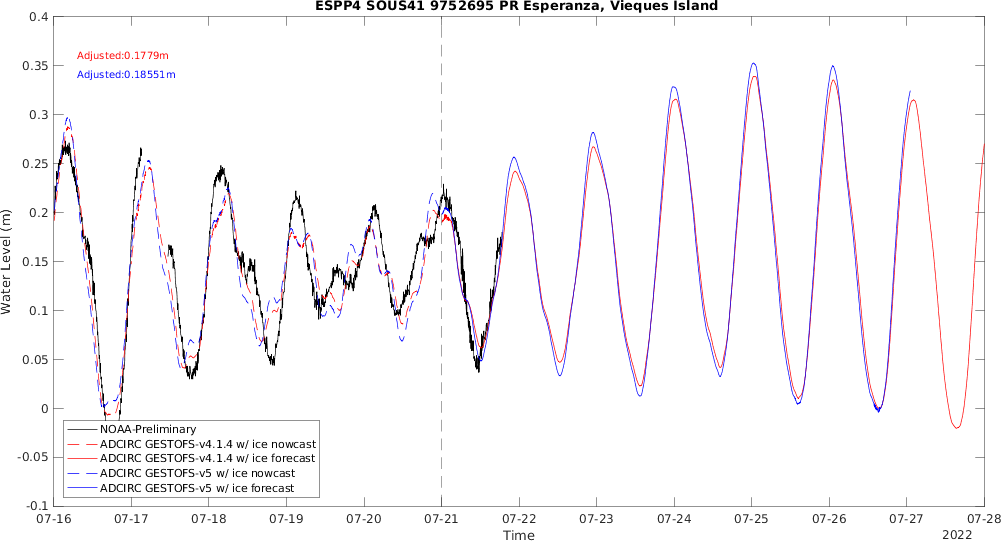 ESPP4 SOUS41 9752695 PR Esperanza, Vieques Island
Adjusted:0.1779m
Adjusted:0.18551m
Water Level (m)
0.4
0.35
0.3
0.25
0.2
0.15
0.1
0.05
0
-0.05
-0.1
NOAA-Preliminary
ADCIRC GESTOFS-v4.1.4 w/ ice nowcast
ADCIRC GESTOFS-v4.1.4 w/ ice forecast
ADCIRC GESTOFS-v5 w/ ice nowcast
ADCIRC GESTOFS-v5 w/ ice forecast
07-16 07-17 07-18 07-19 07-20 07-21 07-22 07-23 07-24 07-25 07-26 07-27 07-28
Time
2022